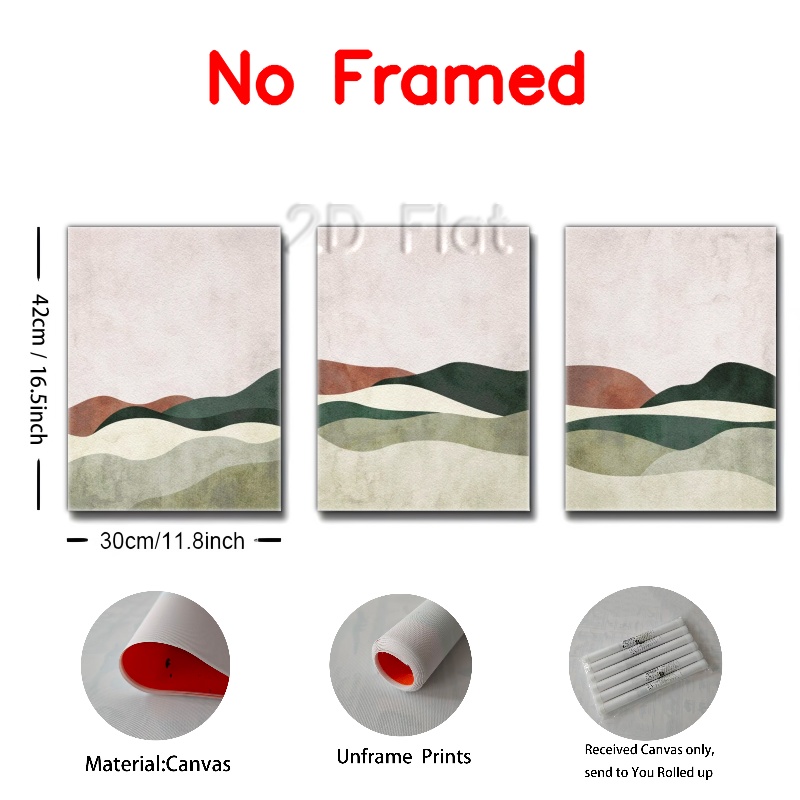 No Framed
2D Flat
42cm / 16.5inch
30cm/11.8inch
Material:Canvas
Unframe Prints
Received Canvas only,
send to You Rolled up